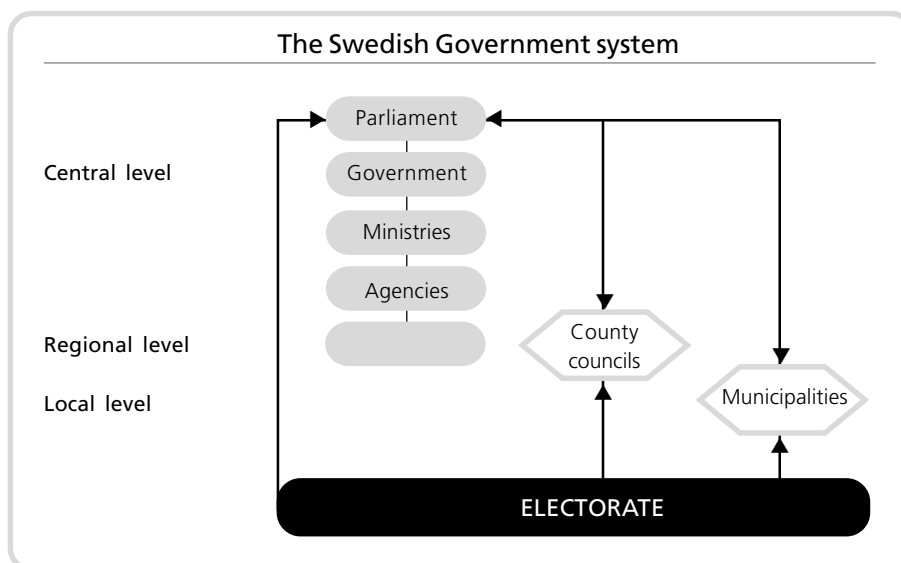 The Swedish Government system
Parliament
Central level
Government
Ministries
Agencies
Regional level
County
councils
Local level
Municipalities
ELECTORATE